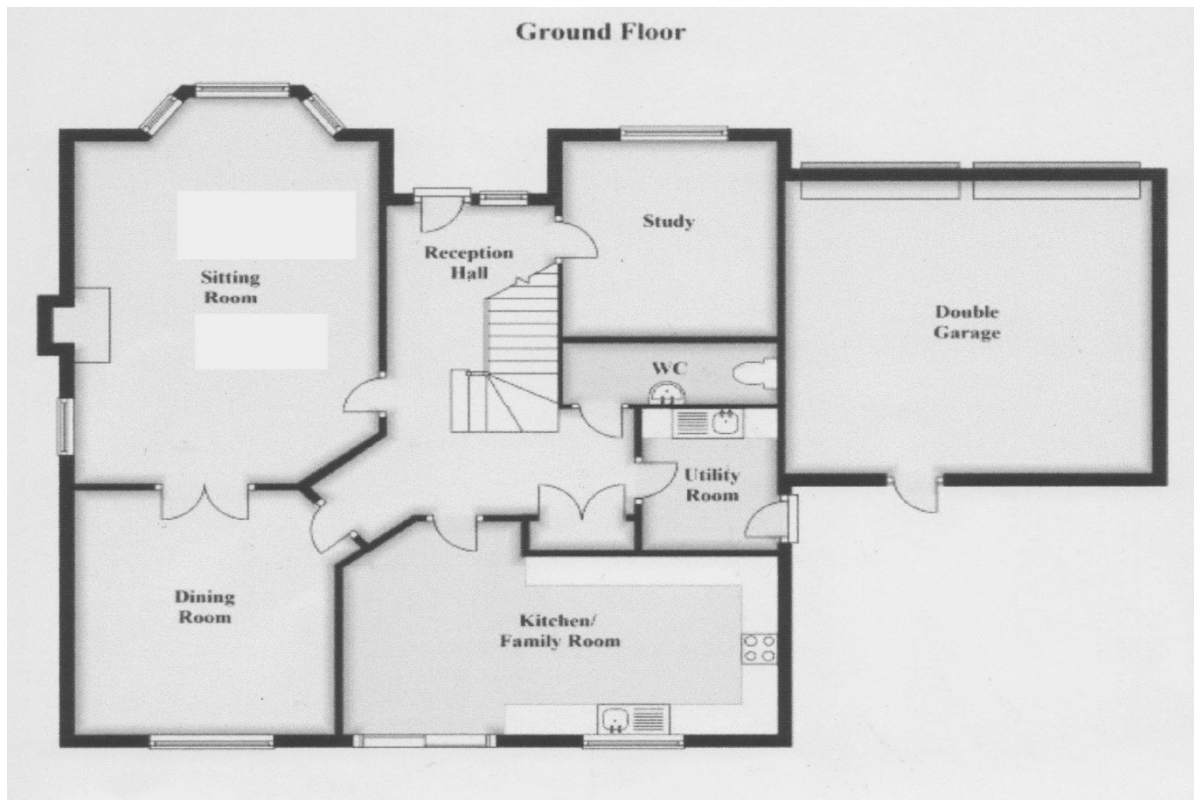 Ground Floor
Study
Reception
Hall
Sitting
Room
Double
Garage
WC
Utility
Room
Dining
Room
Kitchen/
Family Room